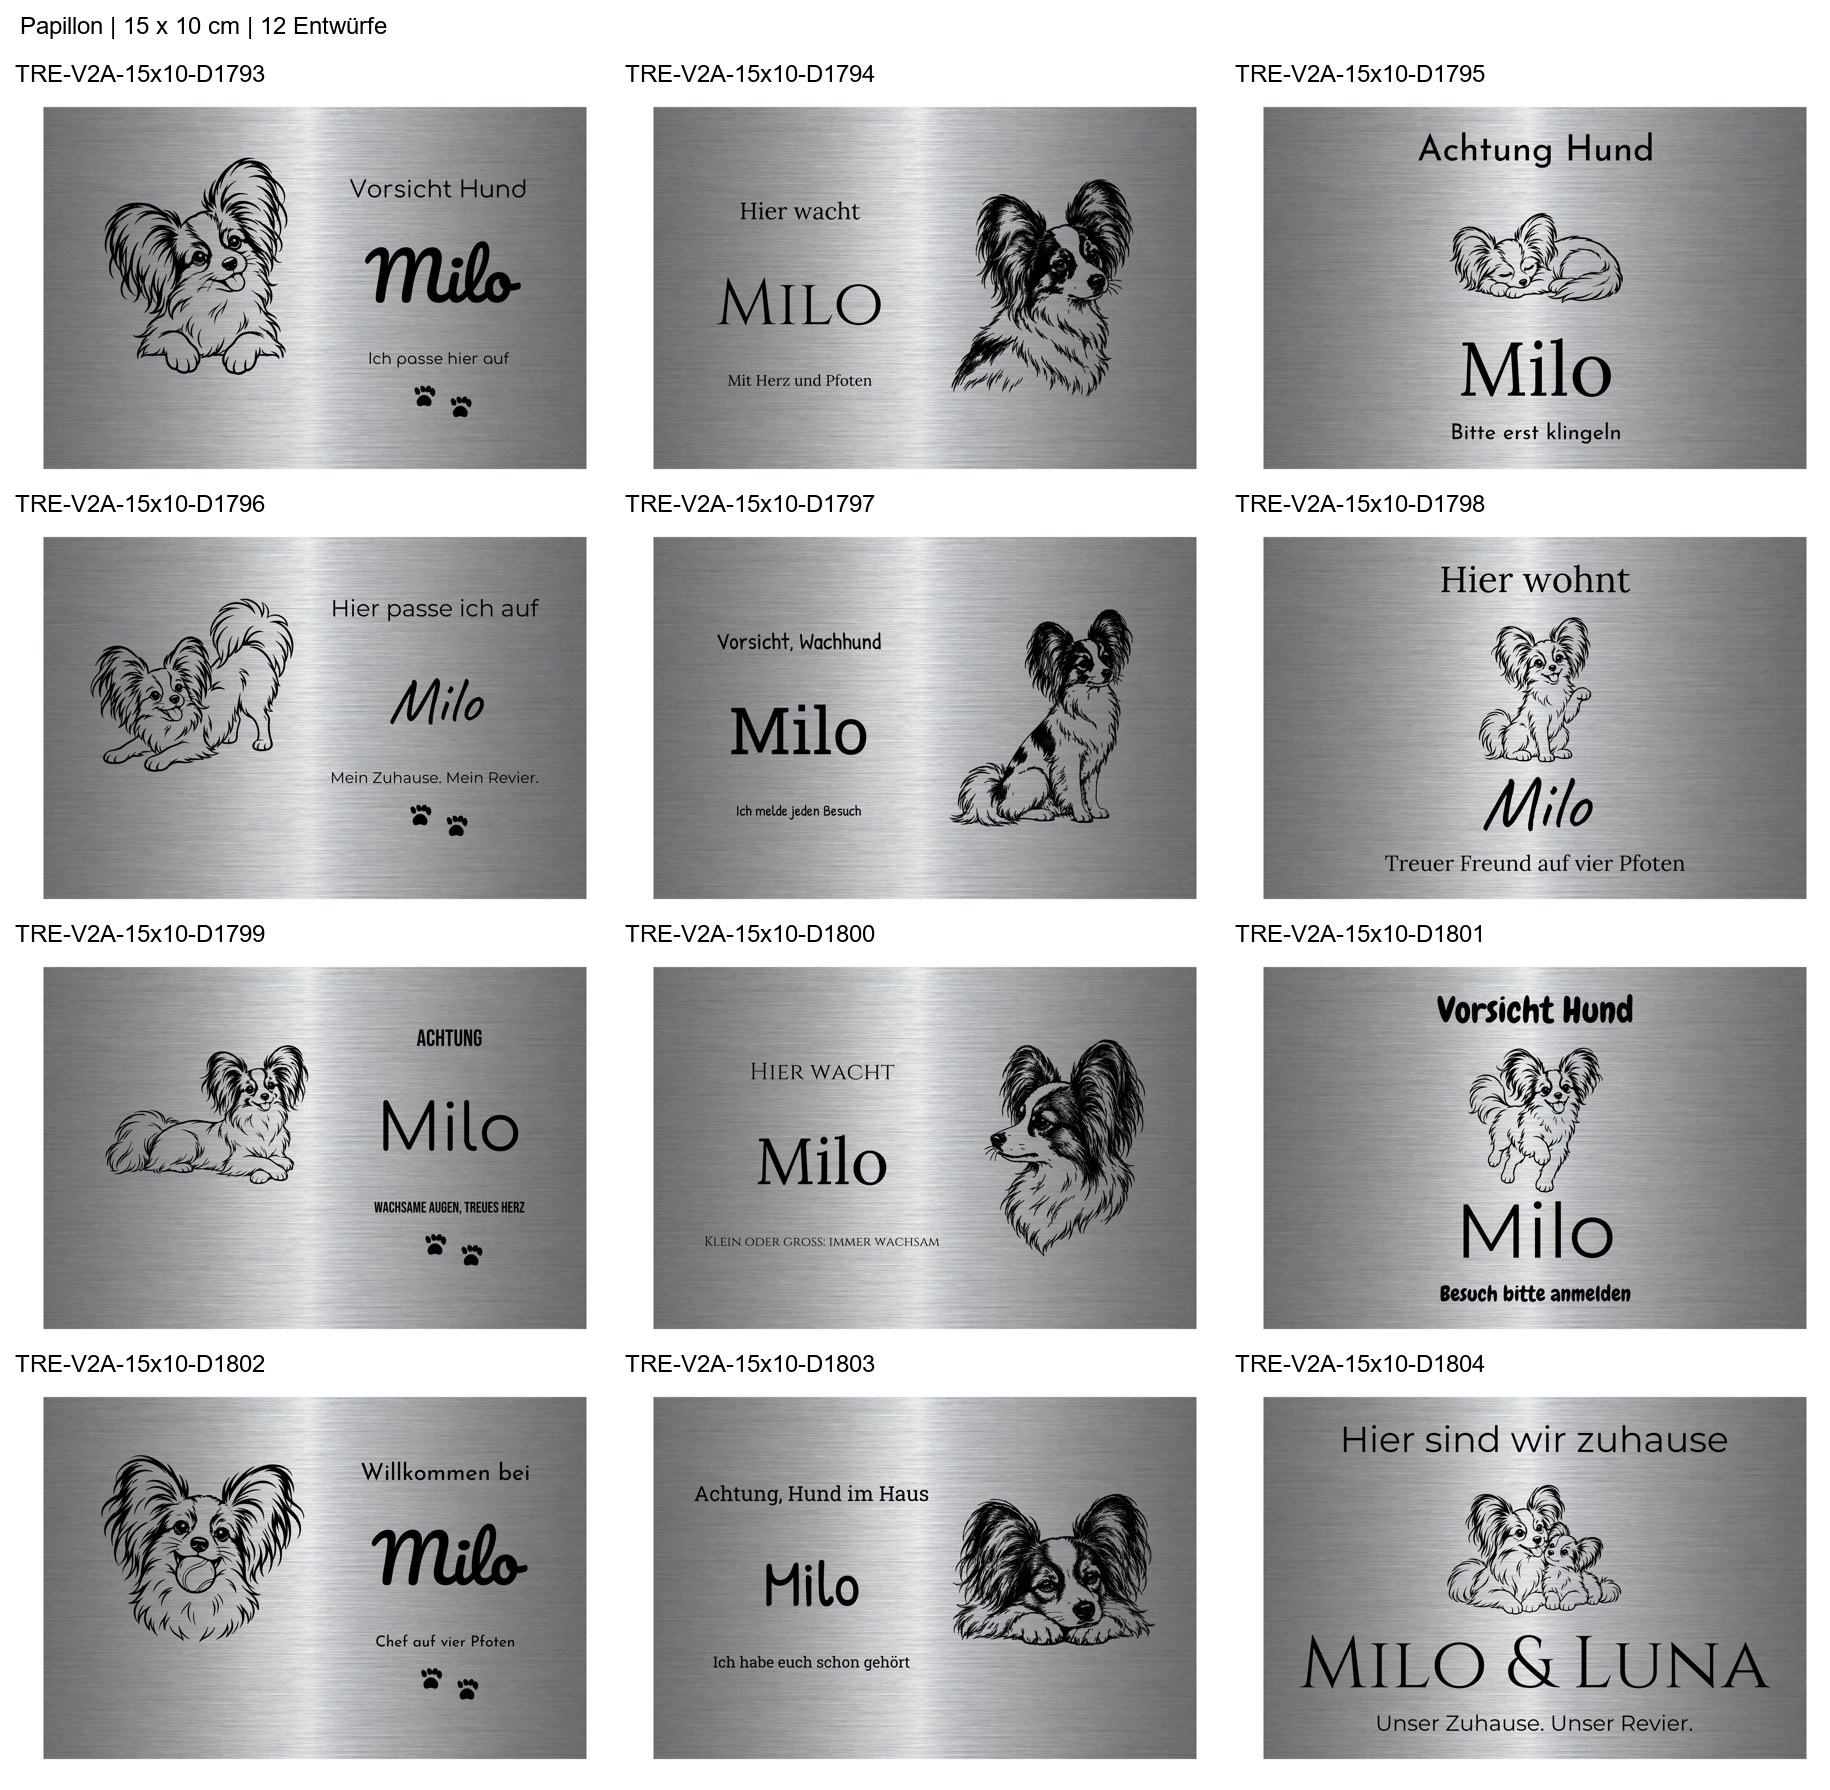 Papillon | 15 x 10 cm | 12 Entwürfe
TRE-V2A-15x10-D1793
Vorsicht Hund
Milo
Ich passe hier auf
TRE-V2A-15x10-D1794
Hier wacht
MILO
Mit Herz und Pfoten
TRE-V2A-15x10-D1795
Achtung Hund
Milo
Bitte erst klingeln
TRE-V2A-15x10-D1796
Hier passe ich auf
Milo
Mein Zuhause. Mein Revier.
TRE-V2A-15x10-D1797
Vorsicht, Wachhund
Milo
Ich melde jeden Besuch
TRE-V2A-15x10-D1798
Hier wohnt
Milo
Treuer Freund auf vier Pfoten
TRE-V2A-15x10-D1799
ACHTUNG
Milo
WACHSAME AUGEN, TREUES HERZ
TRE-V2A-15x10-D1800
HIER WACHT
Milo
KLEIN ODER GROSS: IMMER WACHSAM
TRE-V2A-15x10-D1801
Vorsicht Hund
Milo
Besuch bitte anmelden
TRE-V2A-15x10-D1802
Willkommen bei
Milo
Chef auf vier Pfoten
TRE-V2A-15x10-D1803
Achtung, Hund im Haus
Milo
Ich habe euch schon gehört
TRE-V2A-15x10-D1804
Hier sind wir zuhause
MILO & LUNA
Unser Zuhause. Unser Revier.